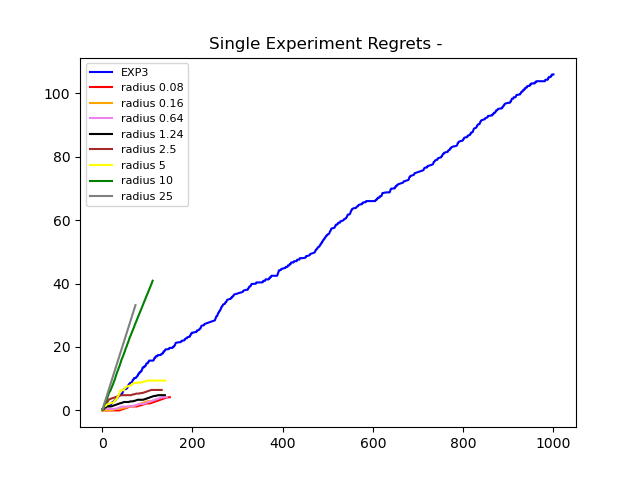 Single Experiment Regrets -
EXP3
radius 0.08
radius 0.16
radius 0.64
radius 1.24
radius 2.5
radius 5
radius 10
radius 25
100
80
60
40
20
0
0 200 400 600 800 1000